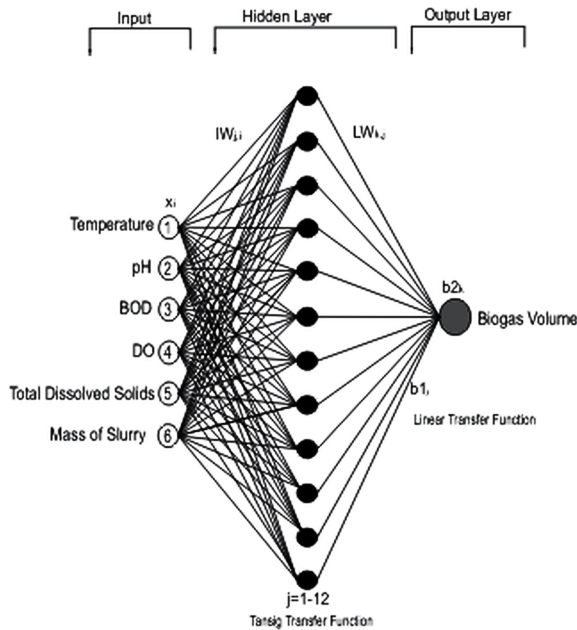 Input
Hidden Layer
Output Layer
IWj,i
LWk,j
xi
Temperature 1
pH 2
BOD 3
DO 4
Total Dissolved Solids 5
Mass of Slurry 6
b2k
Biogas Volume
b1j
Linear Transfer Function
j=1-12
Tansig Transfer Function